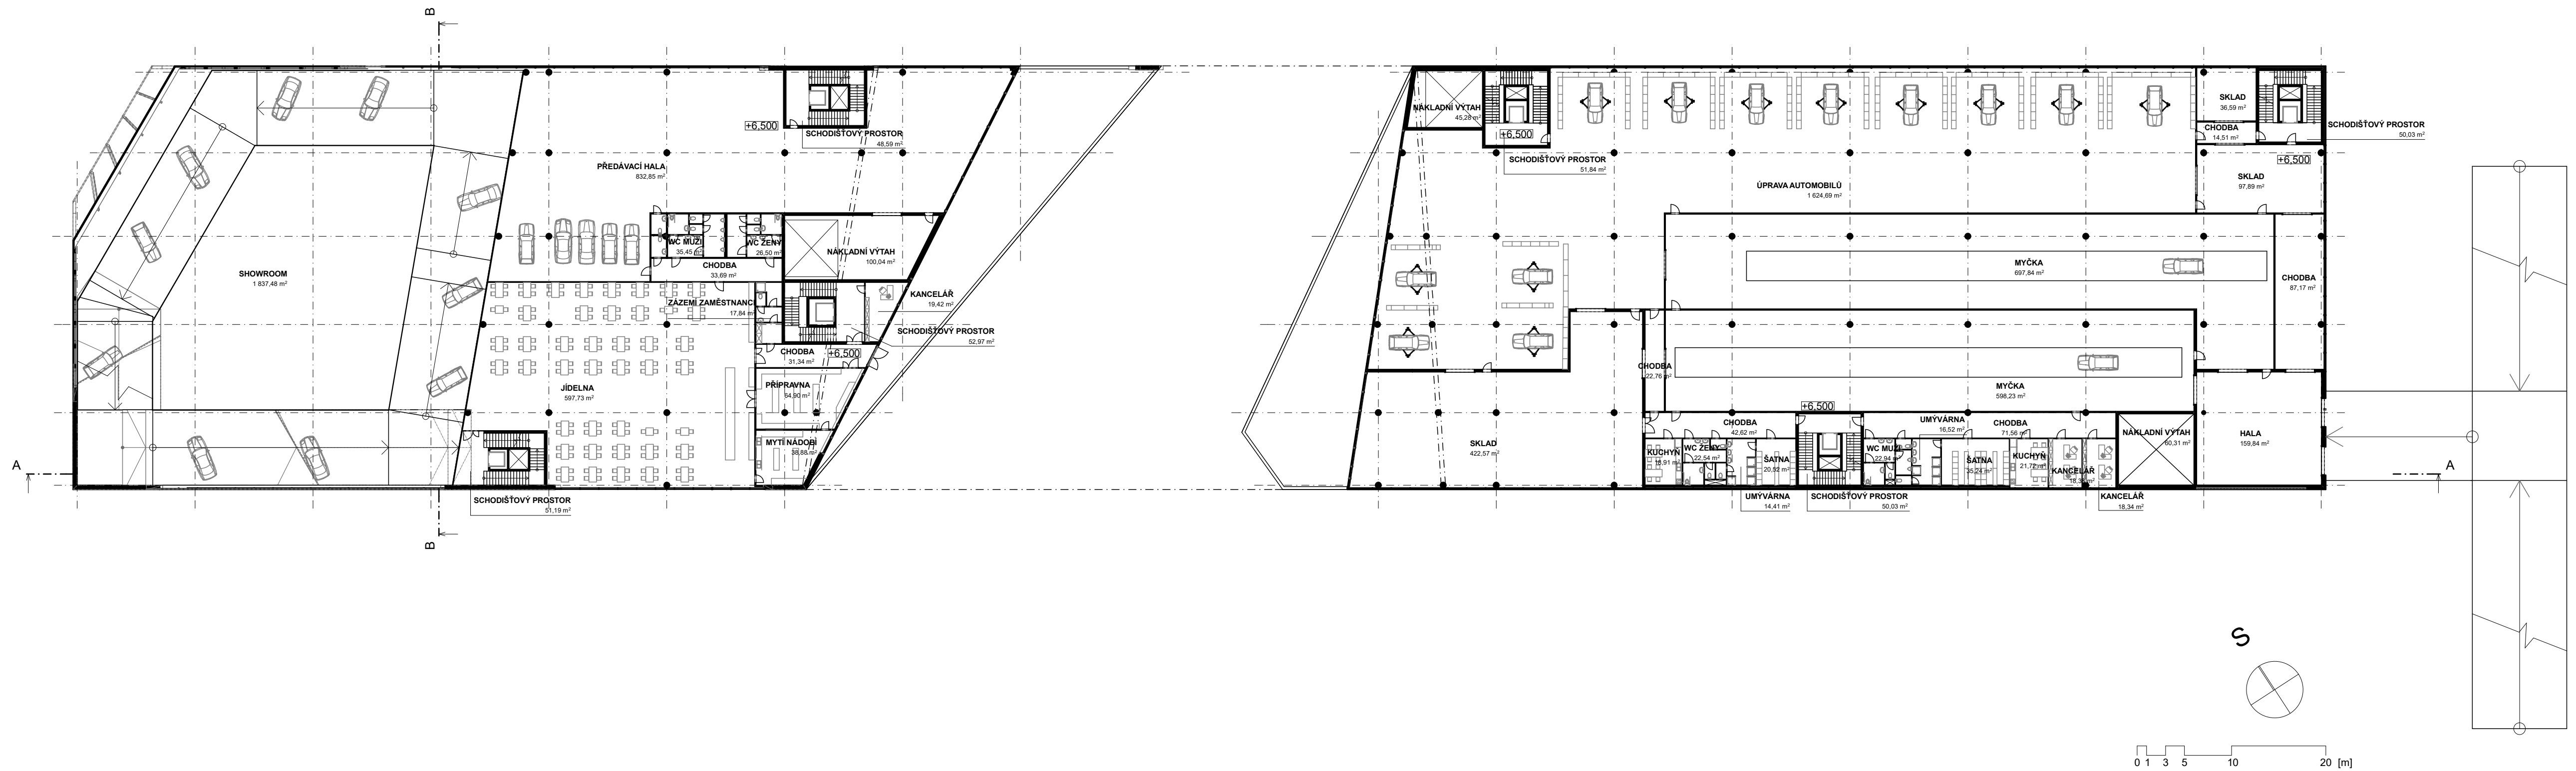 B
NÁKLADNÍ VÝTAH
45,28 m²
SKLAD
36,59 m²
+6,500
SCHODIŠŤOVÝ PROSTOR
48,59 m²
+6,500
SCHODIŠŤOVÝ PROSTOR
51,84 m²
CHODBA
14,51 m²
SCHODIŠŤOVÝ PROSTOR
50,03 m²
+6,500
PŘEDÁVACÍ HALA
832,85 m²
ÚPRAVA AUTOMOBILŮ
1 624,69 m²
SKLAD
97,89 m²
WC MUŽI
35,45 m²
WC ŽENY
26,50 m²
NÁKLADNÍ VÝTAH
100,04 m²
CHODBA
33,69 m²
SHOWROOM
1 837,48 m²
MYČKA
697,84 m²
CHODBA
87,17 m²
ZÁZEMÍ ZAMĚSTNANCI
17,84 m²
KANCELÁŘ
19,42 m²
SCHODIŠŤOVÝ PROSTOR
52,97 m²
CHODBA
31,34 m²
+6,500
JÍDELNA
597,73 m²
PŘÍPRAVNA
64,90 m²
CHODBA
22,76 m²
MYČKA
598,23 m²
+6,500
MYTÍ NÁDOBÍ
38,88 m²
SKLAD
422,57 m²
CHODBA
42,62 m²
UMÝVÁRNA
16,52 m²
CHODBA
71,56 m²
NÁKLADNÍ VÝTAH
60,31 m²
HALA
159,84 m²
KUCHYŇ
WC ŽENY
22,54 m²
ŠATNA
WC MUŽI
22,94 m²
ŠATNA
35,24 m²
KUCHYŇ
21,72 m²
KANCELÁŘ
A
A
SCHODIŠŤOVÝ PROSTOR
51,19 m²
UMÝVÁRNA
14,41 m²
SCHODIŠŤOVÝ PROSTOR
50,03 m²
KANCELÁŘ
18,34 m²
B
S
0 1 3 5 10 20 [m]